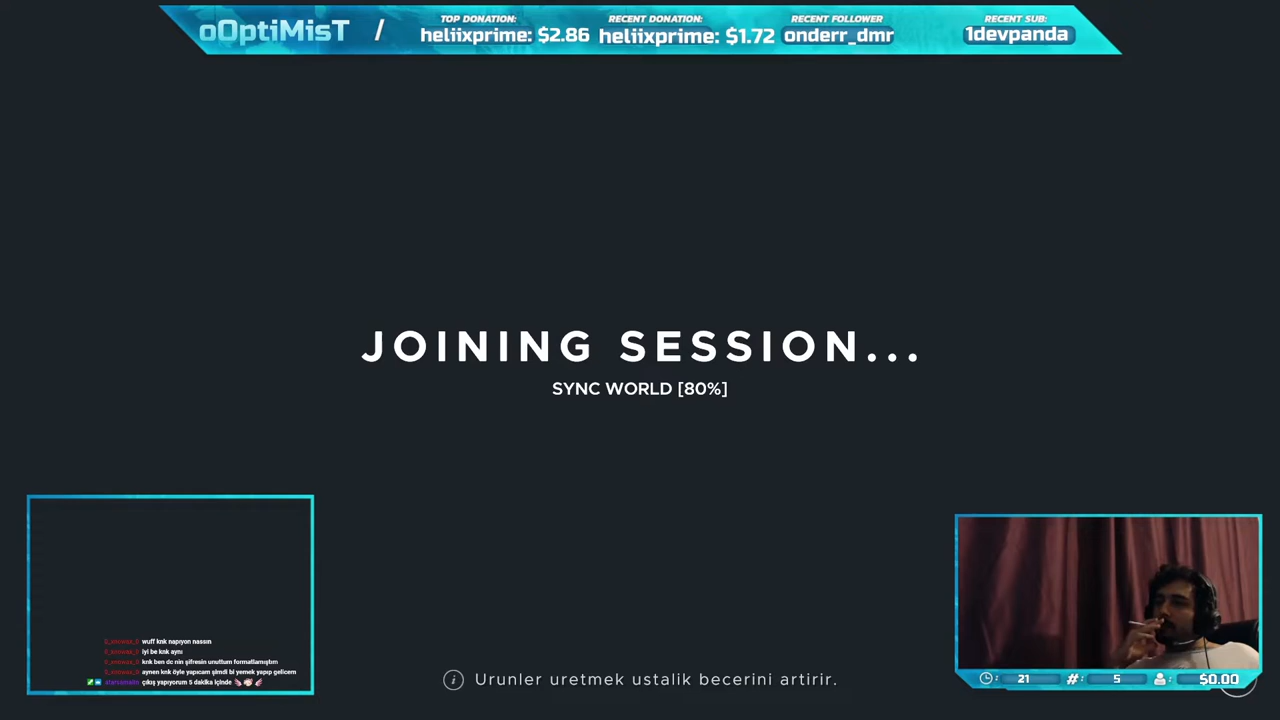 oOptiMisT /
TOP DONATION:
heliixprime: $2.86
RECENT DONATION:
heliixprime: $1.72
RECENT FOLLOWER
onderr_dmr
RECENT SUB:
1devpanda
JOINING SESSION...
SYNC WORLD [80%]
wuff knk napıyon nassın
iyi be knk aynı
knk ben dc nin şifresin unuttum formatlamıştım
aynen knk öyle yapıcam şimdi bi yemek yapıp gelicem
çıkış yapıyorum 5 dakika içinde
Urunler uretmek ustalik becerini artirir.
: 21 #: 5 : $0.00